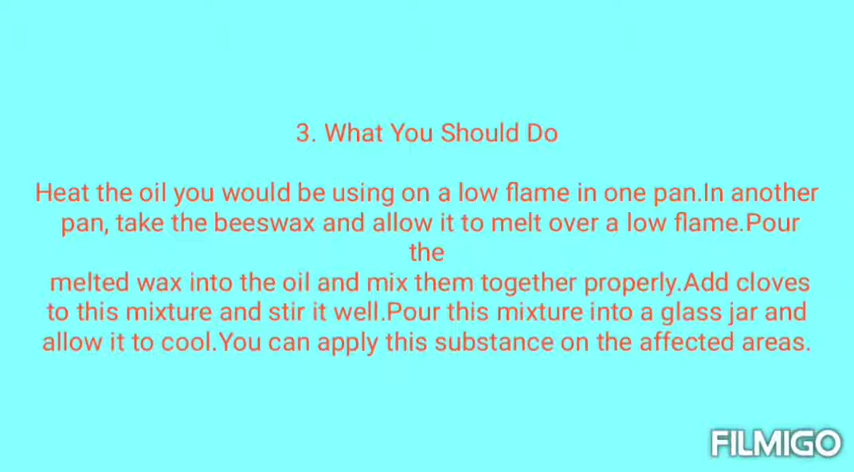 3. What You Should Do
Heat the oil you would be using on a low flame in one pan.In another
pan, take the beeswax and allow it to melt over a low flame.Pour
the
melted wax into the oil and mix them together properly.Add cloves
to this mixture and stir it well.Pour this mixture into a glass jar and
allow it to cool.You can apply this substance on the affected areas.
FILMIGO